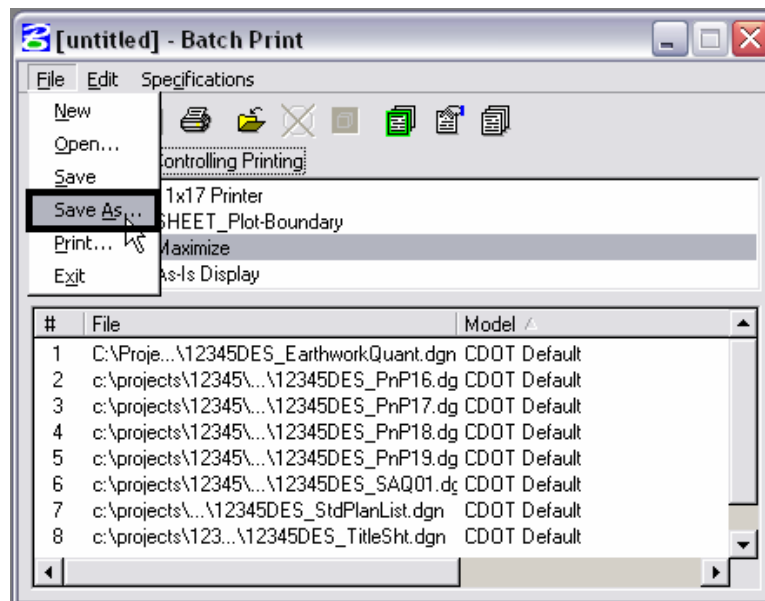 [untitled] - Batch Print
File Edit Specifications
New
Open...
Save
Save As...
Print...
Exit
Controlling Printing
1x17 Printer
SHEET_Plot-Boundary
Maximize
As-Is Display
# File Model
1 C:\Proje...\12345DES_EarthworkQuant.dgn CDOT Default
2 c:\projects\12345\...\12345DES_PnP16.dg CDOT Default
3 c:\projects\12345\...\12345DES_PnP17.dg CDOT Default
4 c:\projects\12345\...\12345DES_PnP18.dg CDOT Default
5 c:\projects\12345\...\12345DES_PnP19.dg CDOT Default
6 c:\projects\12345\...\12345DES_SAQ01.dg CDOT Default
7 c:\projects\...\12345DES_StdPlanList.dgn CDOT Default
8 c:\projects\123...\12345DES_TitleSht.dgn CDOT Default